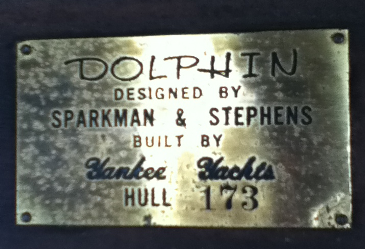 DOLPHIN
DESIGNED BY
SPARKMAN & STEPHENS
BUILT BY
Yankee Yachts
HULL 173